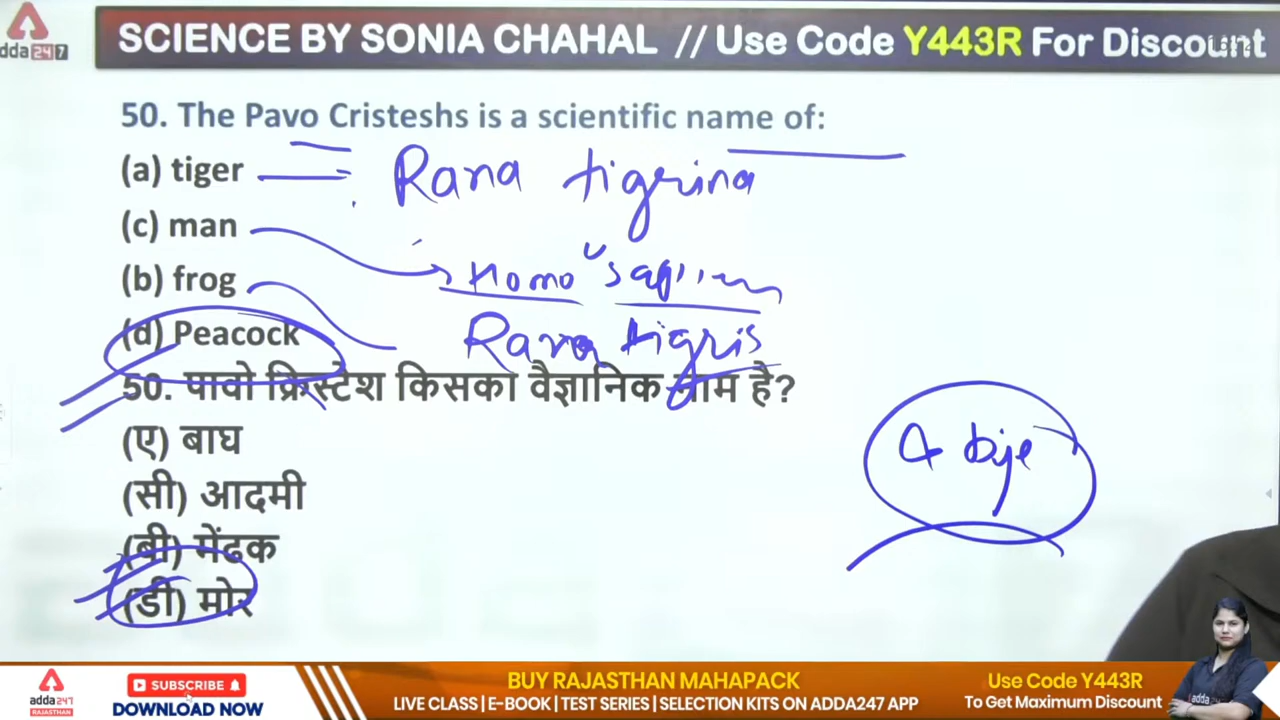 adda247
SCIENCE BY SONIA CHAHAL // Use Code Y443R For Discount
50. The Pavo Cristeshs is a scientific name of:
(a) tiger Rana tigrina
(c) man Homo sapiens
(b) frog
(d) Peacock Rana tigris
50. पावो क्रिस्टेश किसका वैज्ञानिक नाम है?
(ए) बाघ
4 bje
(सी) आदमी
(बी) मेंढक
(डी) मोर
adda247
RAJASTHAN
SUBSCRIBE
DOWNLOAD NOW
BUY RAJASTHAN MAHAPACK
LIVE CLASS | E-BOOK | TEST SERIES | SELECTION KITS ON ADDA247 APP
Use Code Y443R
To Get Maximum Discount
adda247